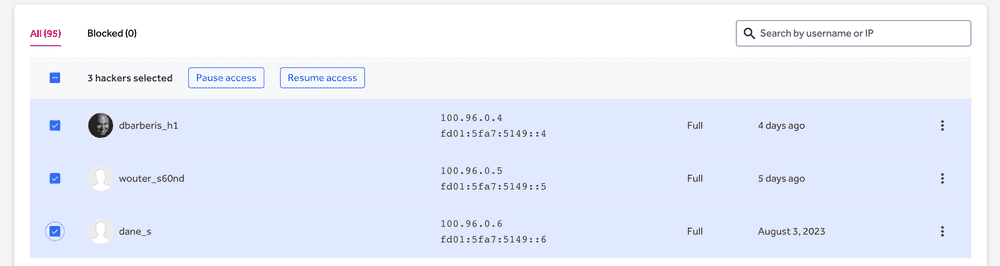 All (95) Blocked (0) Search by username or IP
3 hackers selected Pause access Resume access
dbarberis_h1 100.96.0.4 fd01:5fa7:5149::4 Full 4 days ago
wouter_s60nd 100.96.0.5 fd01:5fa7:5149::5 Full 5 days ago
dane_s 100.96.0.6 fd01:5fa7:5149::6 Full August 3, 2023